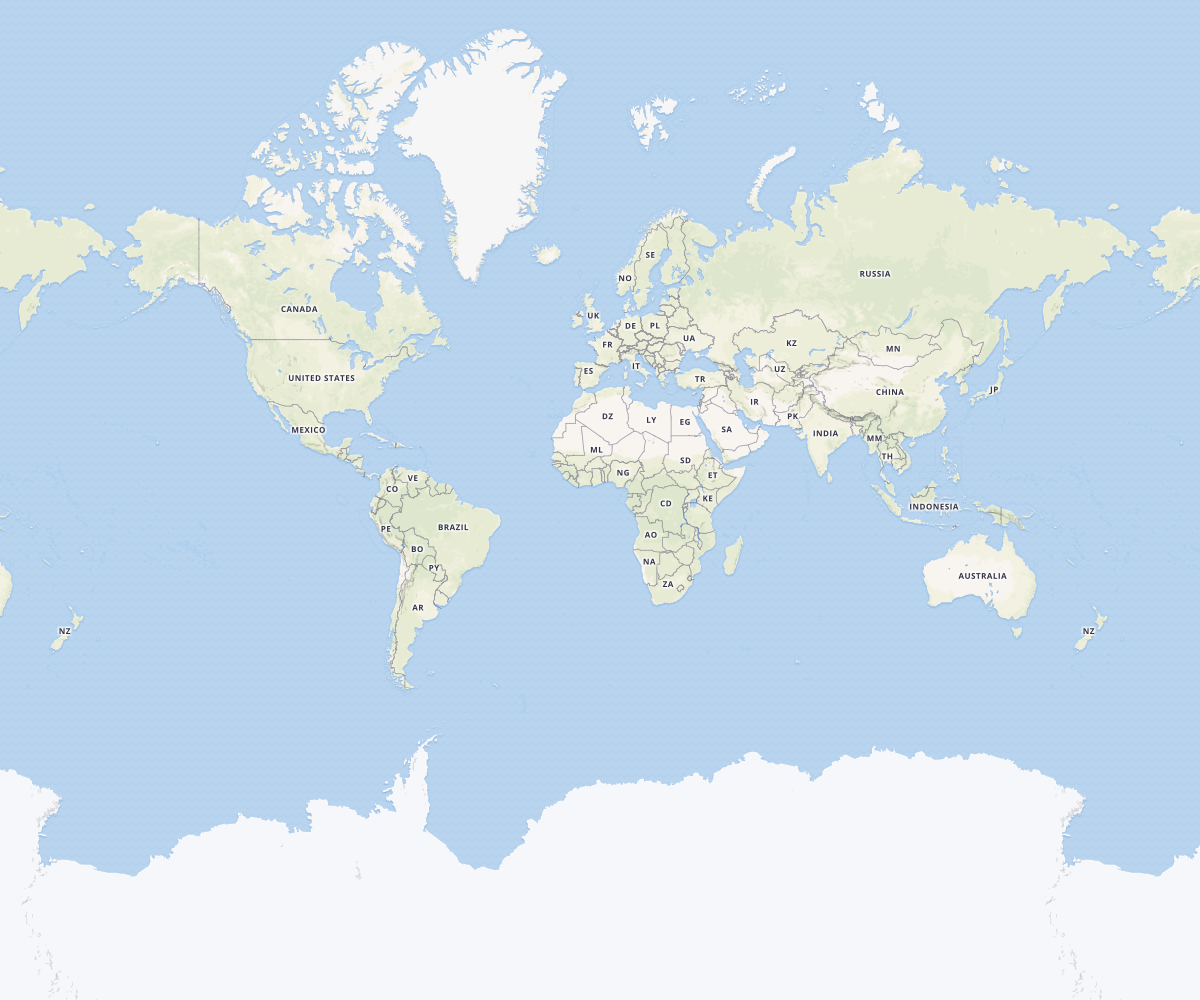 SE
RUSSIA
NO
CANADA
UK
DE
PL
UA
FR
KZ
MN
IT
UZ
ES
UNITED STATES
TR
CHINA
JP
IR
DZ
LY
EG
PK
MEXICO
SA
INDIA
MM
ML
TH
SD
NG
ET
VE
CO
KE
CD
INDONESIA
PE
BRAZIL
AO
BO
NA
PY
AUSTRALIA
ZA
AR
NZ
NZ